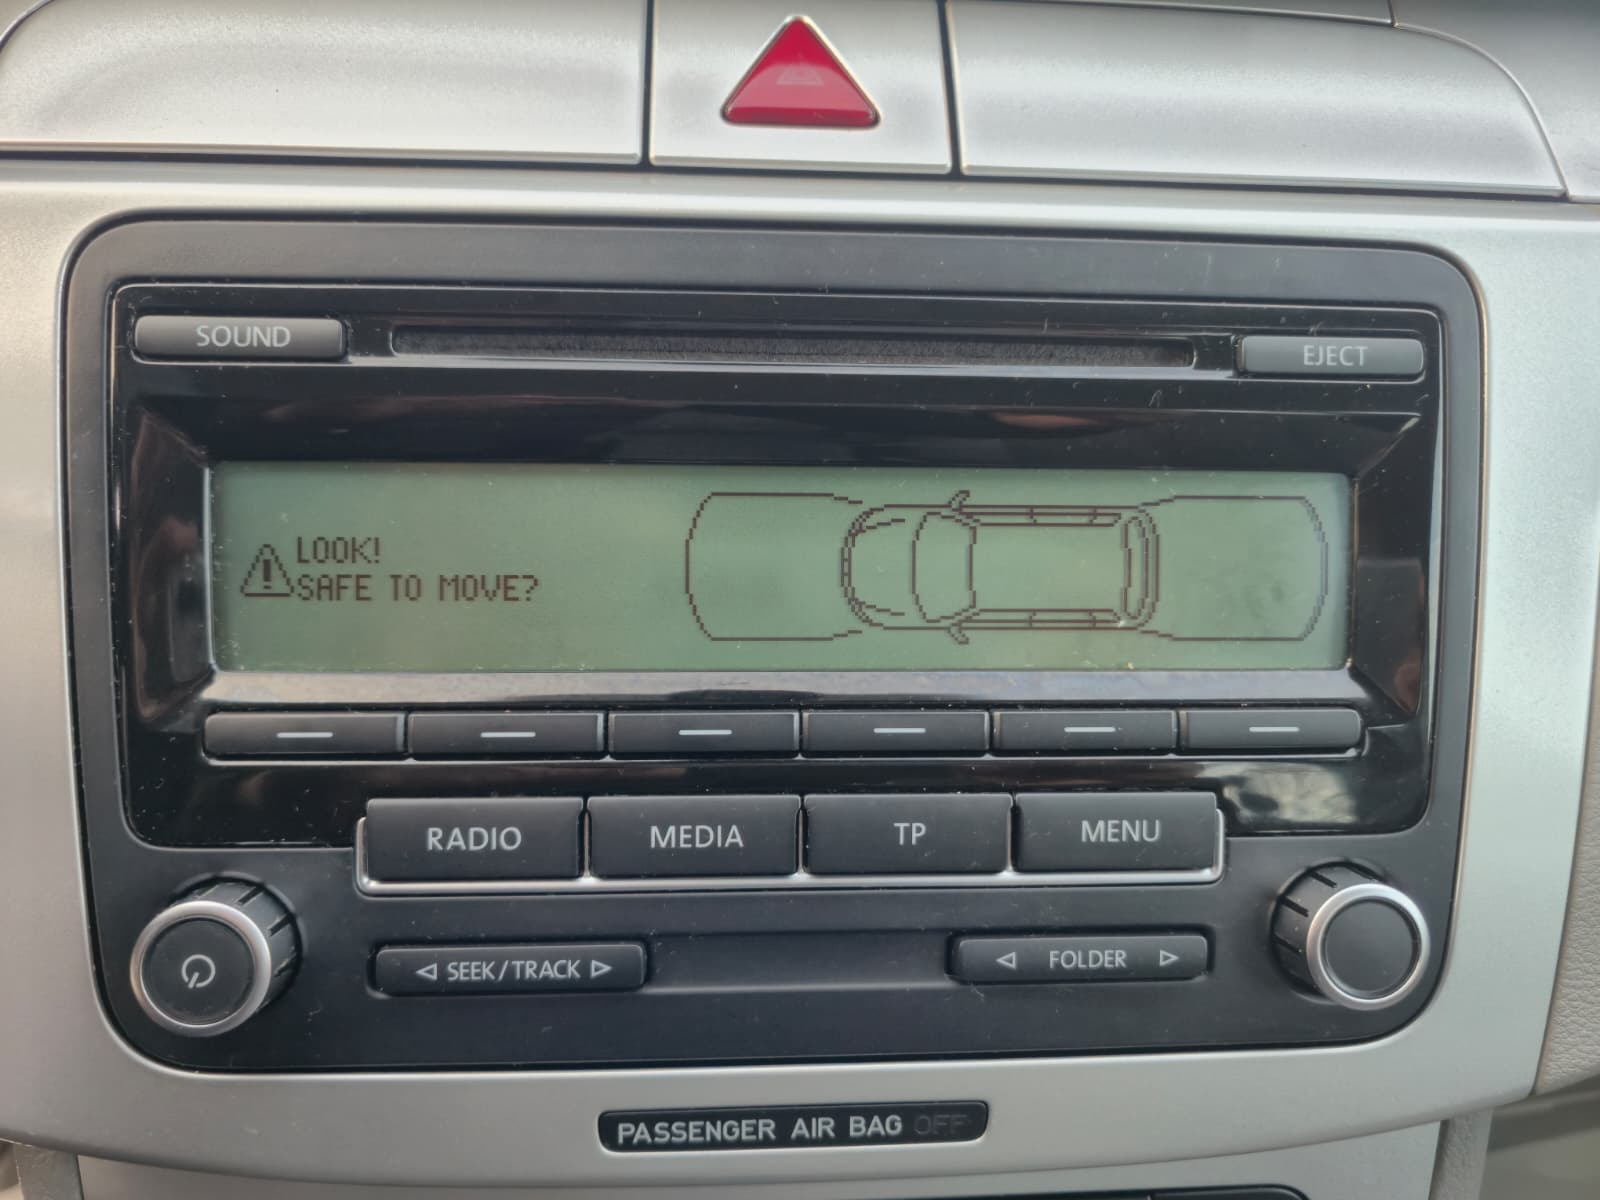 SOUND
EJECT
LOOK!
SAFE TO MOVE?
RADIO
MEDIA
TP
MENU
SEEK/TRACK
FOLDER
PASSENGER AIR BAG OFF